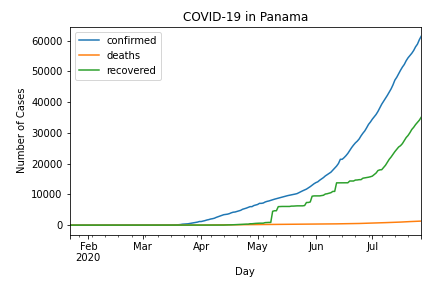 COVID-19 in Panama
confirmed
deaths
recovered
Number of Cases
60000
50000
40000
30000
20000
10000
0
Feb
2020
Mar
Apr
May
Jun
Jul
Day